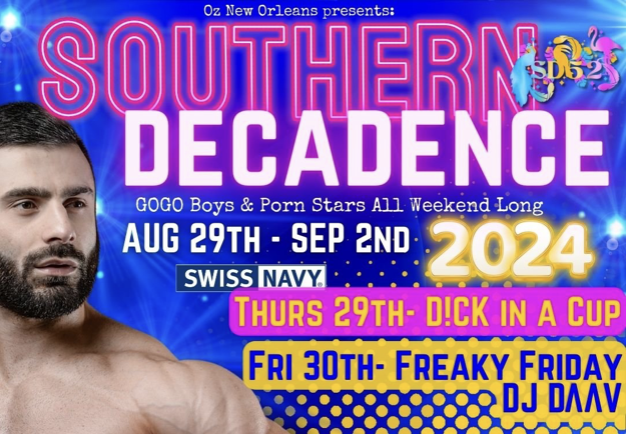 Oz New Orleans presents:
SOUTHERN
SD52
DECADENCE
GOGO Boys & Porn Stars All Weekend Long
AUG 29TH - SEP 2ND 2024
SWISS NAVY®
THURS 29TH- D!CK IN A CUP
FRI 30TH- FREAKY FRIDAY
DJ DΛΛV